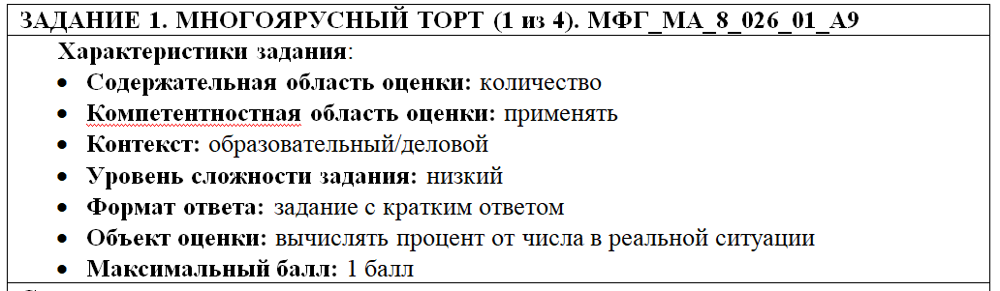 ЗАДАНИЕ 1. МНОГОЯРУСНЫЙ ТОРТ (1 из 4). МФГ_МА_8_026_01_А9
Характеристики задания:
• Содержательная область оценки: количество
• Компетентностная область оценки: применять
• Контекст: образовательный/деловой
• Уровень сложности задания: низкий
• Формат ответа: задание с кратким ответом
• Объект оценки: вычислять процент от числа в реальной ситуации
• Максимальный балл: 1 балл